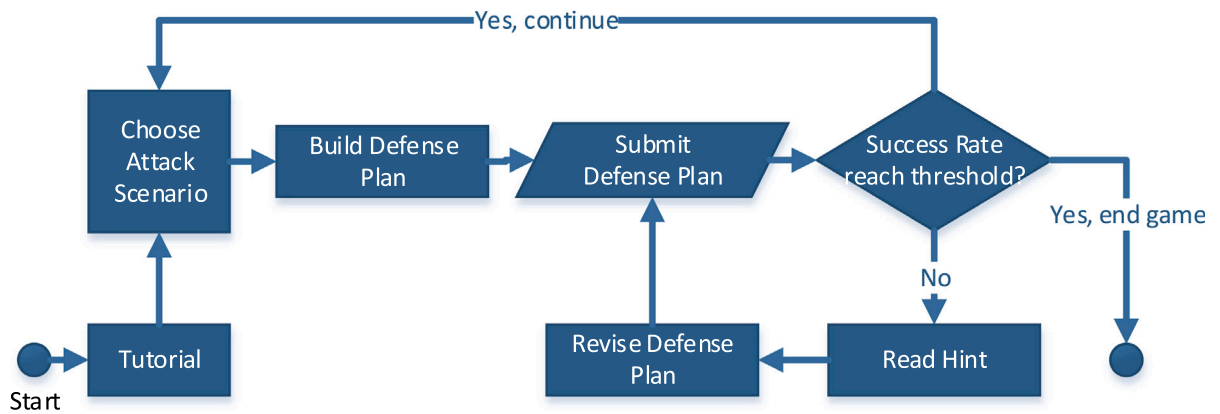 Yes, continue
Choose
Attack
Scenario
Build Defense
Plan
Submit
Defense Plan
Success Rate
reach threshold?
Yes, end game
No
Tutorial
Revise Defense
Plan
Read Hint
Start